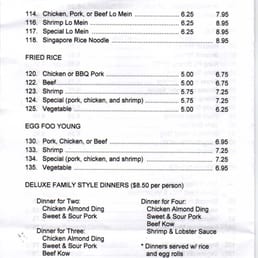 114. Chicken, Pork, or Beef Lo Mein 6.25 7.95
116. Shrimp Lo Mein 6.25 8.95
117. Special Lo Mein 6.25 8.95
118. Singapore Rice Noodle 8.95
FRIED RICE
120. Chicken or BBQ Pork 5.00 6.75
122. Beef 5.00 6.75
123. Shrimp 5.75 7.25
124. Special (pork, chicken, and shrimp) 5.75 7.25
125. Vegetable 5.00 6.75
EGG FOO YOUNG
130. Pork, Chicken, or Beef 6.95
133. Shrimp 7.25
134. Special (pork, chicken, and shrimp) 7.25
135. Vegetable 6.95
DELUXE FAMILY STYLE DINNERS ($8.50 per person)
Dinner for Two:
Chicken Almond Ding
Sweet & Sour Pork
Dinner for Three:
Chicken Almond Ding
Sweet & Sour Pork
Beef Kow
Dinner for Four:
Chicken Almond Ding
Sweet & Sour Pork
Beef Kow
Shrimp & Lobster Sauce
* Dinners served w/ rice
and egg rolls